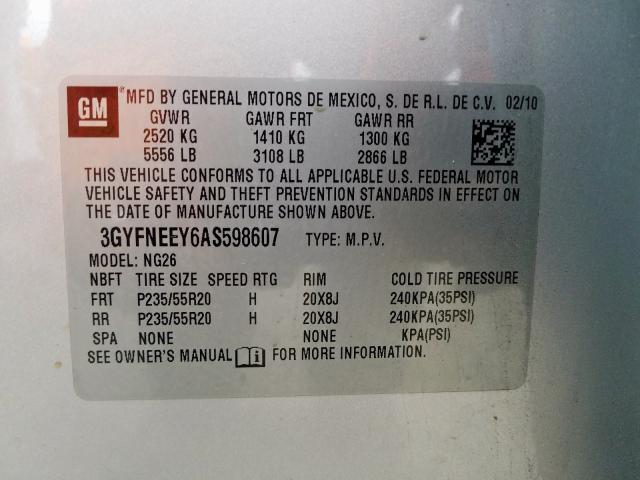 GM ® MFD BY GENERAL MOTORS DE MEXICO, S. DE R.L. DE C.V. 02/10
GVWR GAWR FRT GAWR RR
2520 KG 1410 KG 1300 KG
5556 LB 3108 LB 2866 LB
THIS VEHICLE CONFORMS TO ALL APPLICABLE U.S. FEDERAL MOTOR
VEHICLE SAFETY AND THEFT PREVENTION STANDARDS IN EFFECT ON
THE DATE OF MANUFACTURE SHOWN ABOVE.
3GYFNEEY6AS598607 TYPE: M.P.V.
MODEL: NG26
NBFT TIRE SIZE SPEED RTG RIM COLD TIRE PRESSURE
FRT P235/55R20 H 20X8J 240KPA(35PSI)
RR P235/55R20 H 20X8J 240KPA(35PSI)
SPA NONE NONE KPA(PSI)
SEE OWNER'S MANUAL FOR MORE INFORMATION.